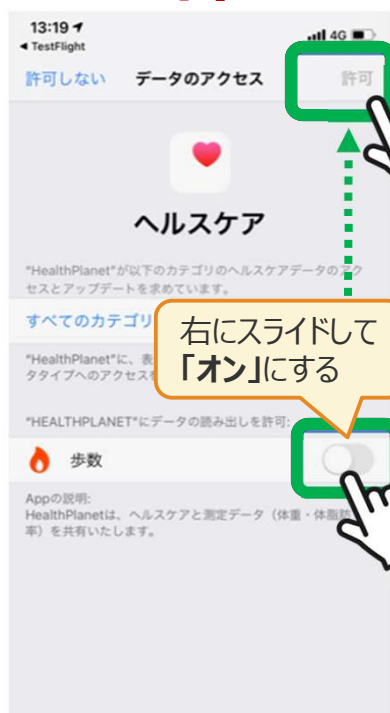 13:19
4G
◀ TestFlight
許可しない データのアクセス 許可
ヘルスケア
"HealthPlanet"が以下のカテゴリのヘルスケアデータのアク
セスとアップデートを求めています。
すべてのカテゴリ
右にスライドして
「オン」にする
"HealthPlanet"に、表
タタイプへのアクセスを
"HEALTHPLANET"にデータの読み出しを許可:
歩数
Appの説明:
HealthPlanetは、ヘルスケアと測定データ（体重・体脂肪
率）を共有いたします。